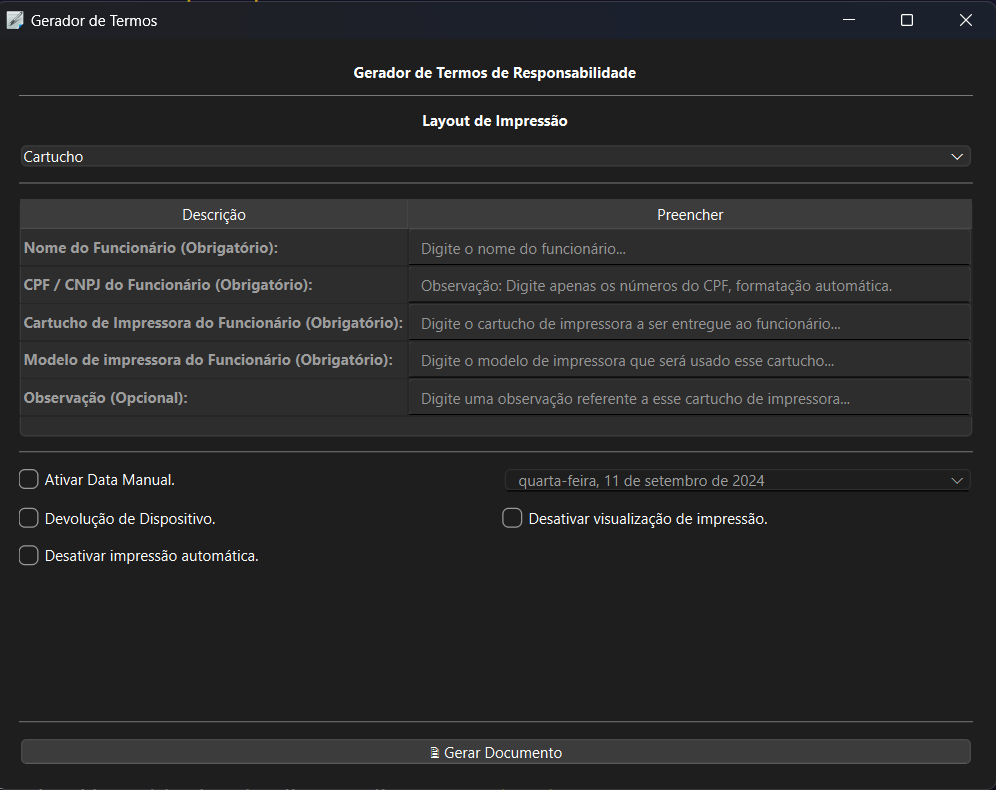 Gerador de Termos
Gerador de Termos de Responsabilidade
Layout de Impressão
Cartucho
Descrição Preencher
Nome do Funcionário (Obrigatório): Digite o nome do funcionário...
CPF / CNPJ do Funcionário (Obrigatório): Observação: Digite apenas os números do CPF, formatação automática.
Cartucho de Impressora do Funcionário (Obrigatório): Digite o cartucho de impressora a ser entregue ao funcionário...
Modelo de impressora do Funcionário (Obrigatório): Digite o modelo de impressora que será usado esse cartucho...
Observação (Opcional): Digite uma observação referente a esse cartucho de impressora...
Ativar Data Manual. quarta-feira, 11 de setembro de 2024
Devolução de Dispositivo. Desativar visualização de impressão.
Desativar impressão automática.
Gerar Documento